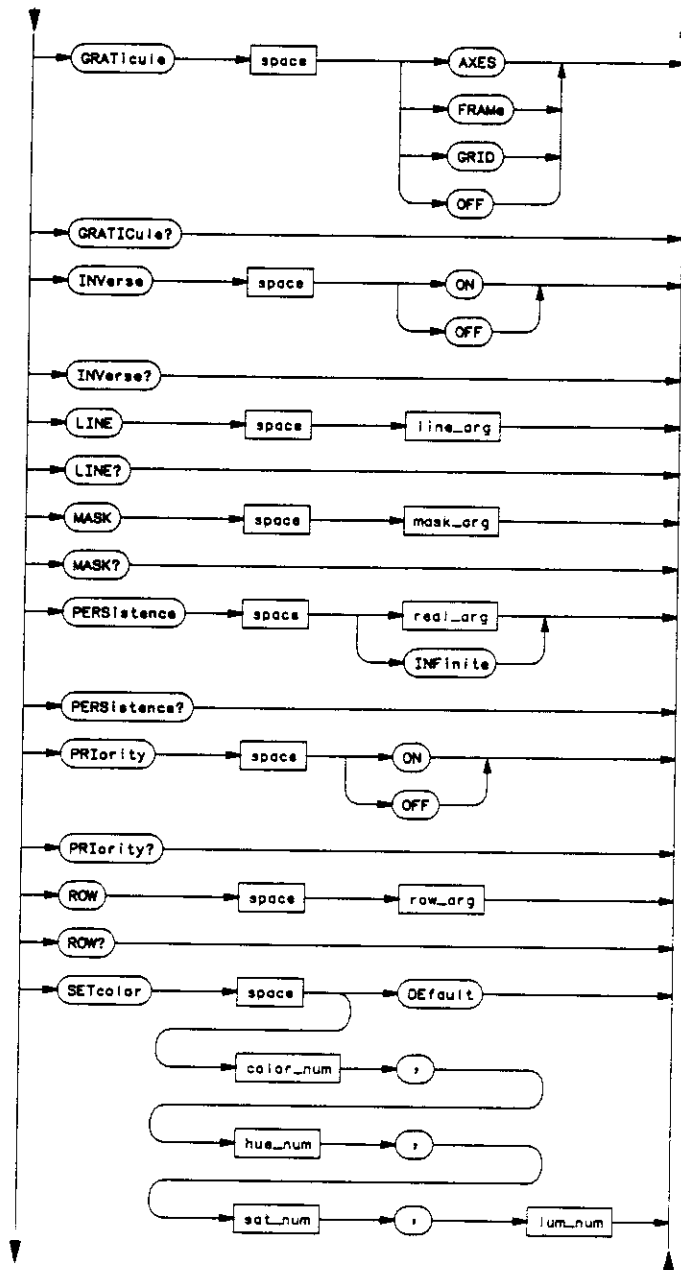 GRATicule space AXES
FRAMe
GRID
OFF
GRATICule?
INVerse space ON
OFF
INVerse?
LINE space line_arg
LINE?
MASK space mask_arg
MASK?
PERSistence space real_arg
INFinite
PERSistence?
PRIority space ON
OFF
PRIority?
ROW space row_arg
ROW?
SETcolor space DEfault
color_num ,
hue_num ,
sat_num , lum_num